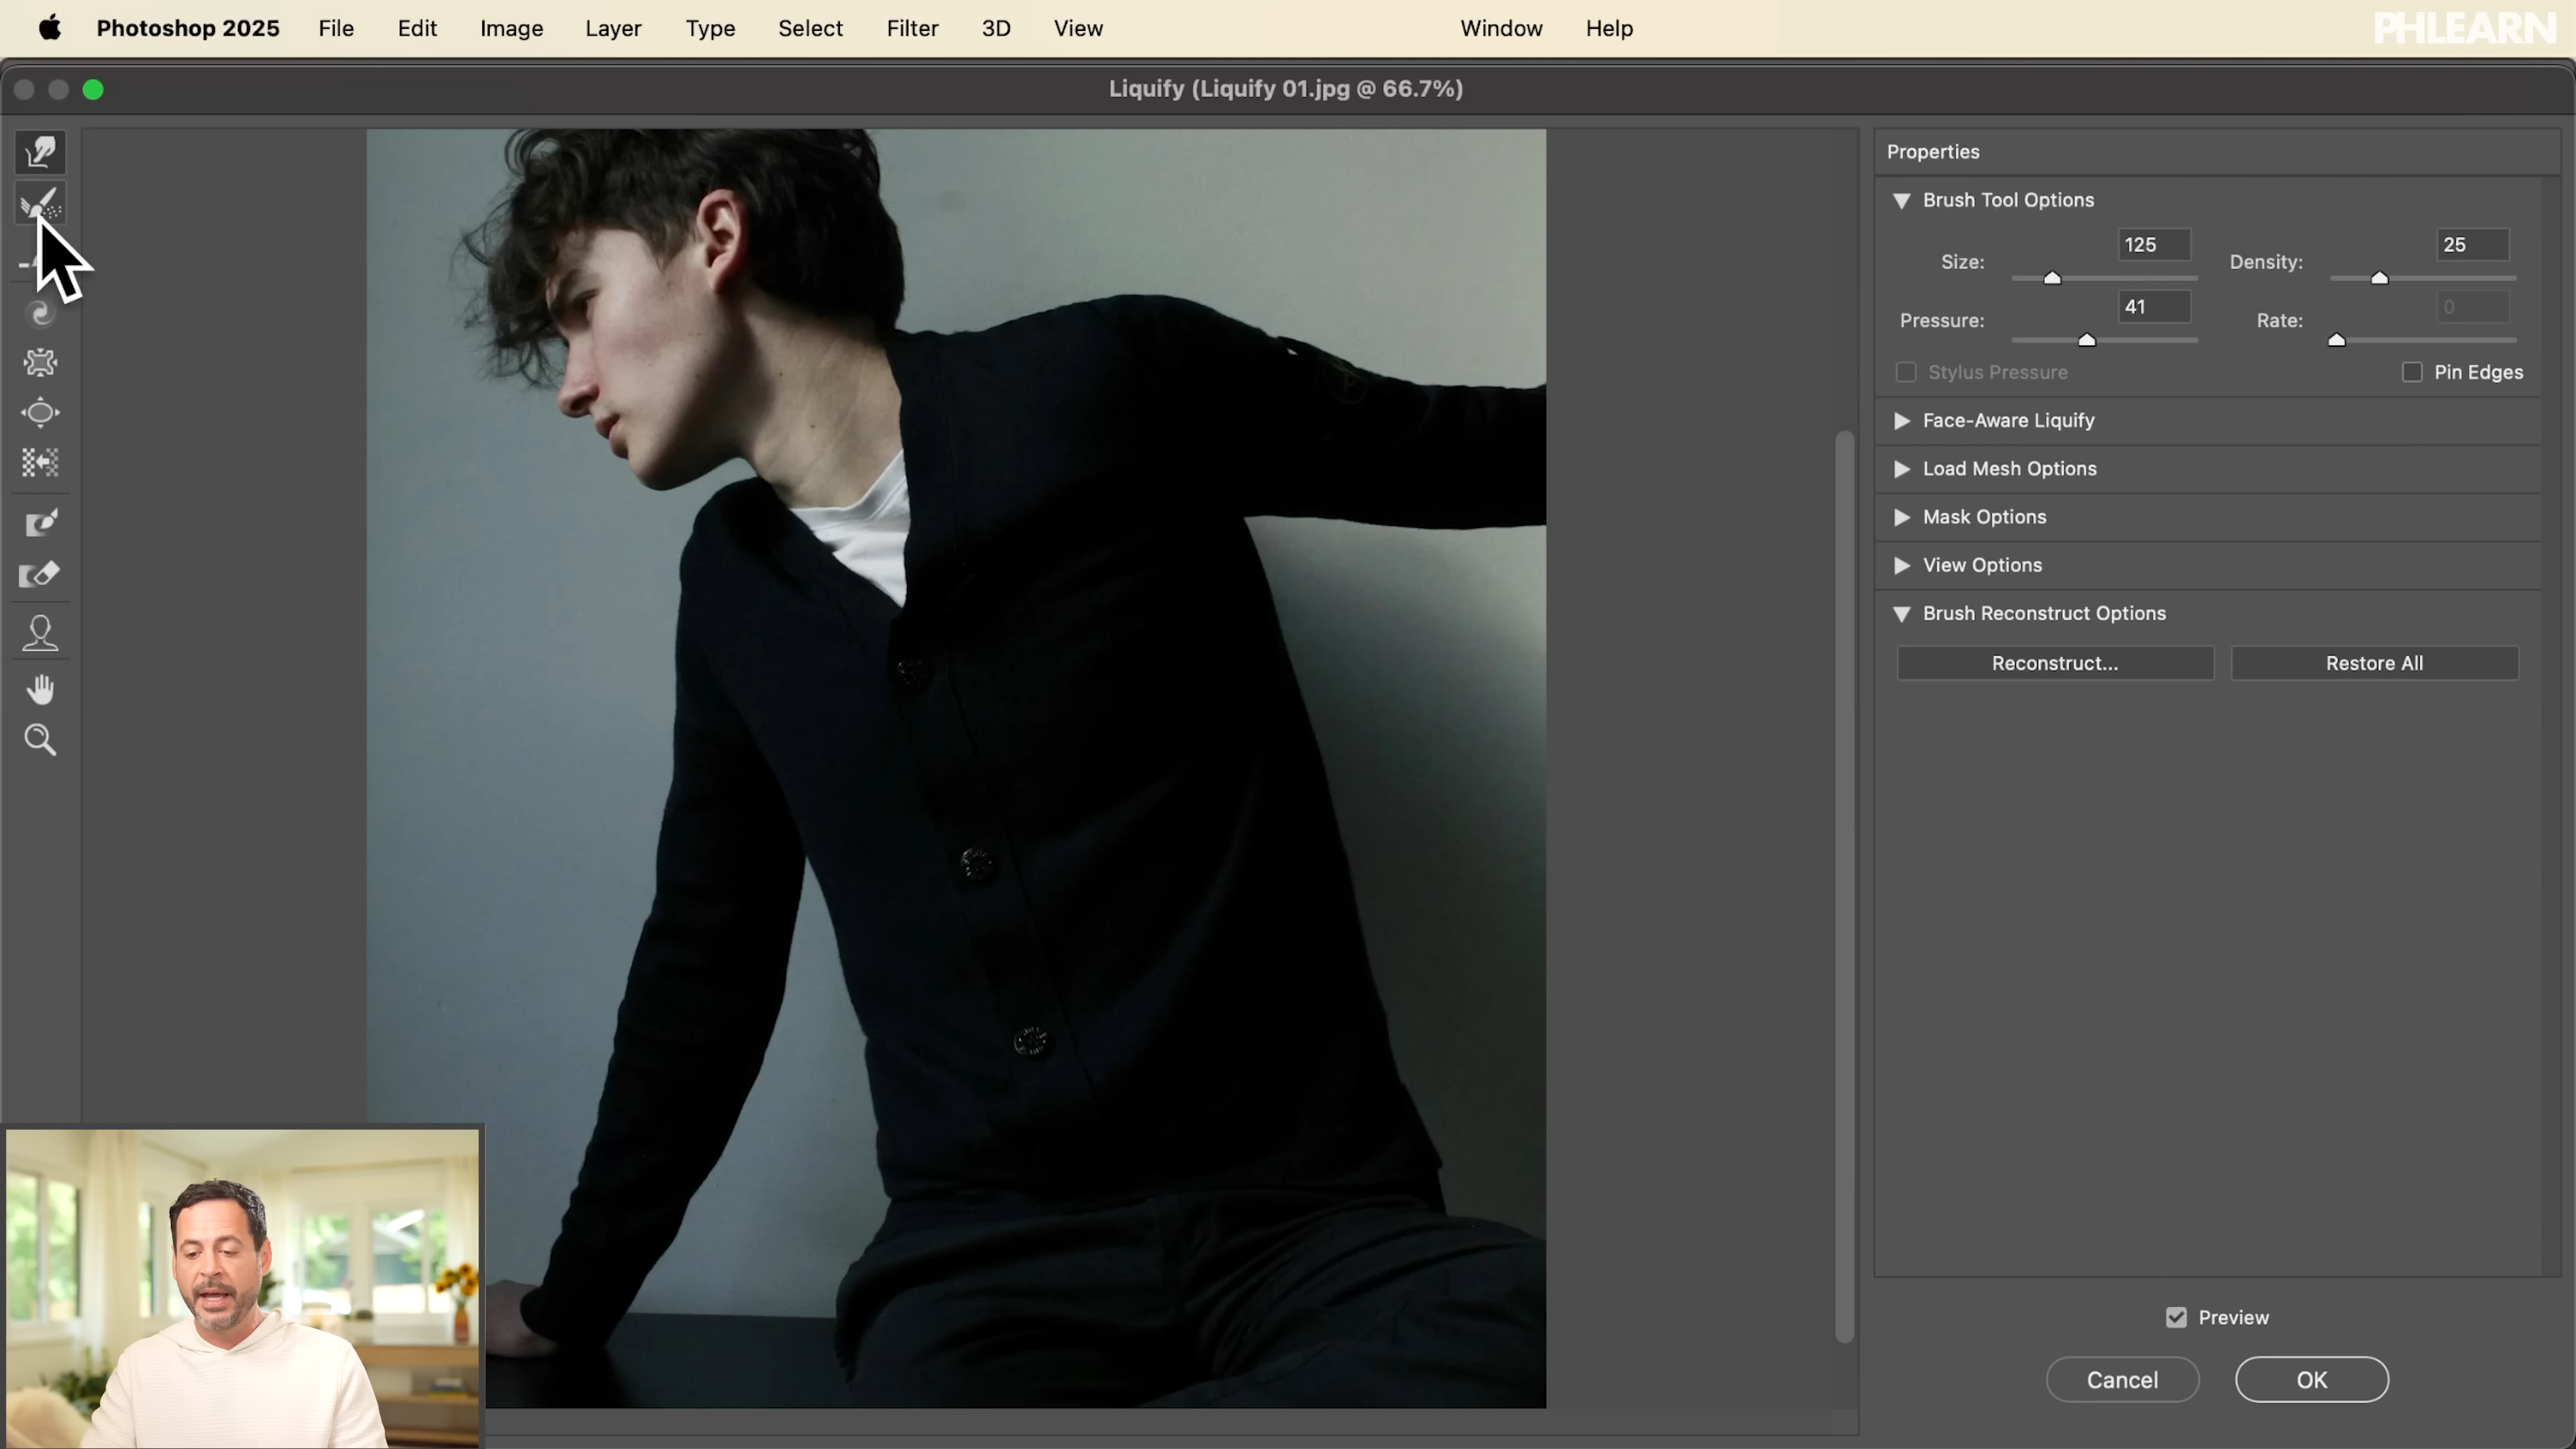 Photoshop 2025 File Edit Image Layer Type Select Filter 3D View Window Help
PHLEARN
Liquify (Liquify 01.jpg @ 66.7%)
Properties
Brush Tool Options
Size: 125 Density: 25
Pressure: 41 Rate: 0
Stylus Pressure Pin Edges
Face-Aware Liquify
Load Mesh Options
Mask Options
View Options
Brush Reconstruct Options
Reconstruct... Restore All
Preview
Cancel OK